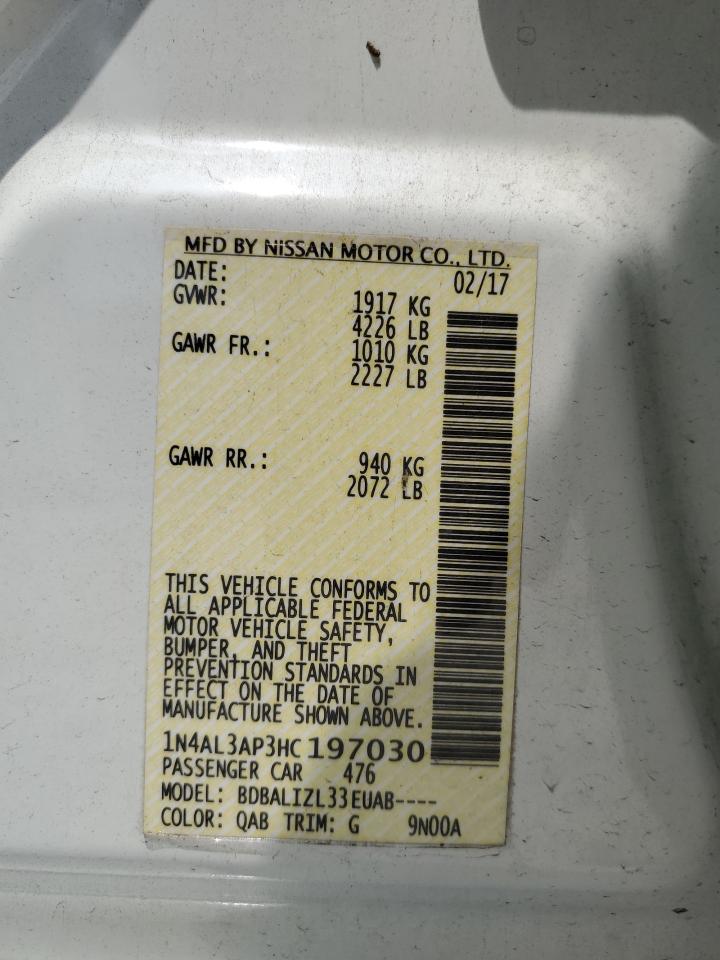 MFD BY NiSSAN MOTOR CO., LTD.
DATE: 02/17
GVWR: 1917 KG
4226 LB
GAWR FR.: 1010 KG
2227 LB
GAWR RR.: 940 KG
2072 LB
THIS VEHICLE CONFORMS TO
ALL APPLICABLE FEDERAL
MOTOR VEHICLE SAFETY,
BUMPER, AND THEFT
PREVENTION STANDARDS IN
EFFECT ON THE DATE OF
MANUFACTURE SHOWN ABOVE.
1N4AL3AP3HC197030
PASSENGER CAR 476
MODEL: BDBALIZL33EUAB----
COLOR: QAB TRIM: G 9N00A